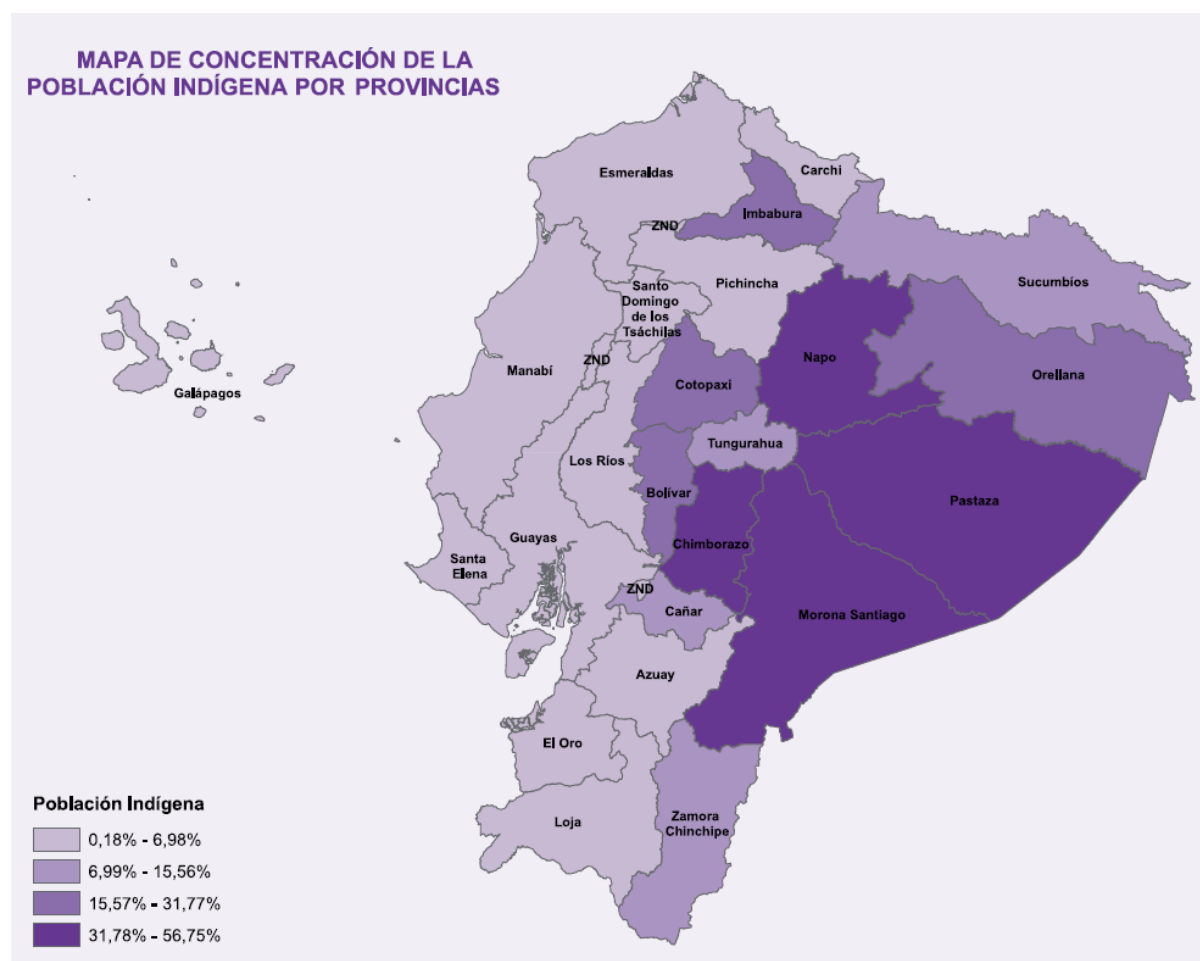 MAPA DE CONCENTRACIÓN DE LA
POBLACIÓN INDÍGENA POR PROVINCIAS
Esmeraldas
Carchi
Imbabura
ZND
Sucumbíos
Pichincha
Santo
Domingo
de los
Tsáchilas
Napo
ZND
Manabí
Orellana
Cotopaxi
Galápagos
Tungurahua
Los Ríos
Bolívar
Pastaza
Guayas
Chimborazo
Santa
Elena
ZND
Cañar
Morona Santiago
Azuay
El Oro
Loja
Zamora
Chinchipe
Población Indígena
0,18% - 6,98%
6,99% - 15,56%
15,57% - 31,77%
31,78% - 56,75%